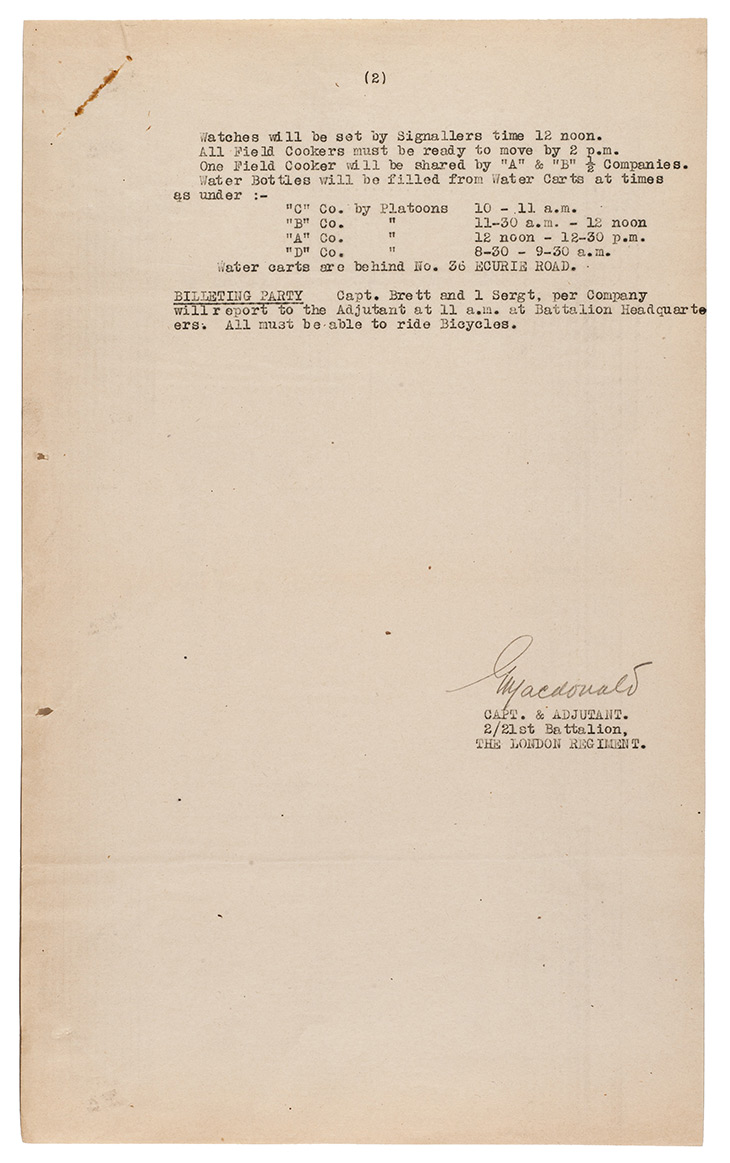 (2)
Watches will be set by Signallers time 12 noon.
All Field Cookers must be ready to move by 2 p.m.
One Field Cooker will be shared by "A" & "B" ½ Companies.
Water Bottles will be filled from Water Carts at times
as under :-
"C" Co. by Platoons 10 - 11 a.m.
"B" Co. " 11-30 a.m. - 12 noon
"A" Co. " 12 noon - 12-30 p.m.
"D" Co. " 8-30 - 9-30 a.m.
Water carts are behind No. 36 ECURIE ROAD.
BILLETING PARTY Capt. Brett and 1 Sergt, per Company
will report to the Adjutant at 11 a.m. at Battalion Headquarte
ers. All must be able to ride Bicycles.
Macdonald
CAPT. & ADJUTANT.
2/21st Battalion,
THE LONDON REGIMENT.